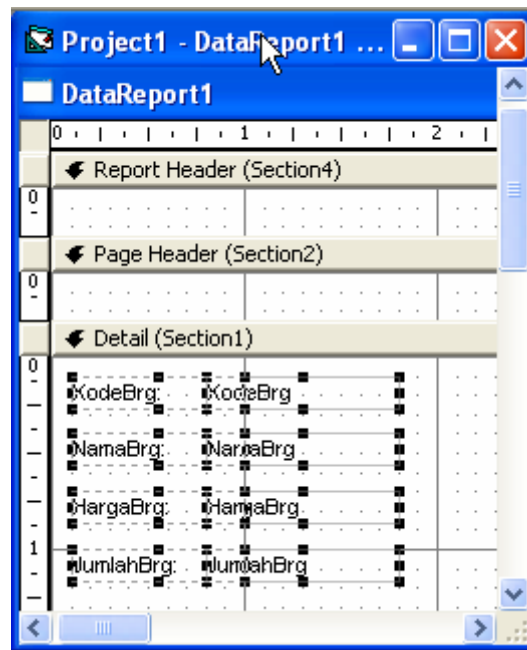 Project1 - DataReport1 ...
DataReport1
0 1 2
Report Header (Section4)
0
Page Header (Section2)
0
Detail (Section1)
0
KodeBrg: KodeBrg
NamaBrg: NamaBrg
HargaBrg: HargaBrg
1
JumlahBrg: JumlahBrg